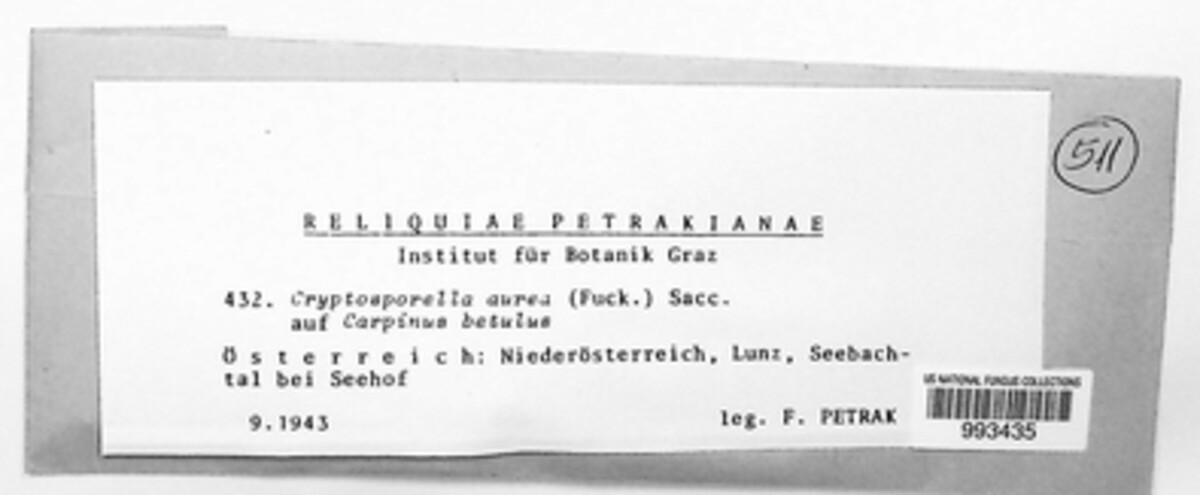 511
RELIQUIAE PETRAKIANAE
Institut für Botanik Graz
432. Cryptosporella aurea (Fuck.) Sacc.
auf Carpinus betulus
Österreich: Niederösterreich, Lunz, Seebach-
tal bei Seehof
9.1943 leg. F. PETRAK
US NATIONAL FUNGUS COLLECTIONS
993435